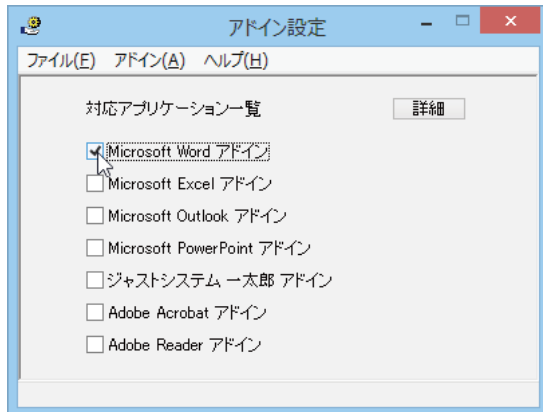 アドイン設定
ファイル(F) アドイン(A) ヘルプ(H)
対応アプリケーション一覧 詳細
Microsoft Word アドイン
Microsoft Excel アドイン
Microsoft Outlook アドイン
Microsoft PowerPoint アドイン
ジャストシステム 一太郎 アドイン
Adobe Acrobat アドイン
Adobe Reader アドイン